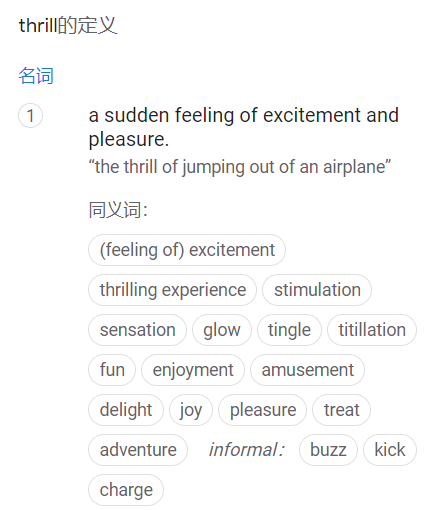 thrill的定义
名词
1 a sudden feeling of excitement and
pleasure.
“the thrill of jumping out of an airplane”
同义词：
(feeling of) excitement
thrilling experience stimulation
sensation glow tingle titillation
fun enjoyment amusement
delight joy pleasure treat
adventure informal： buzz kick
charge